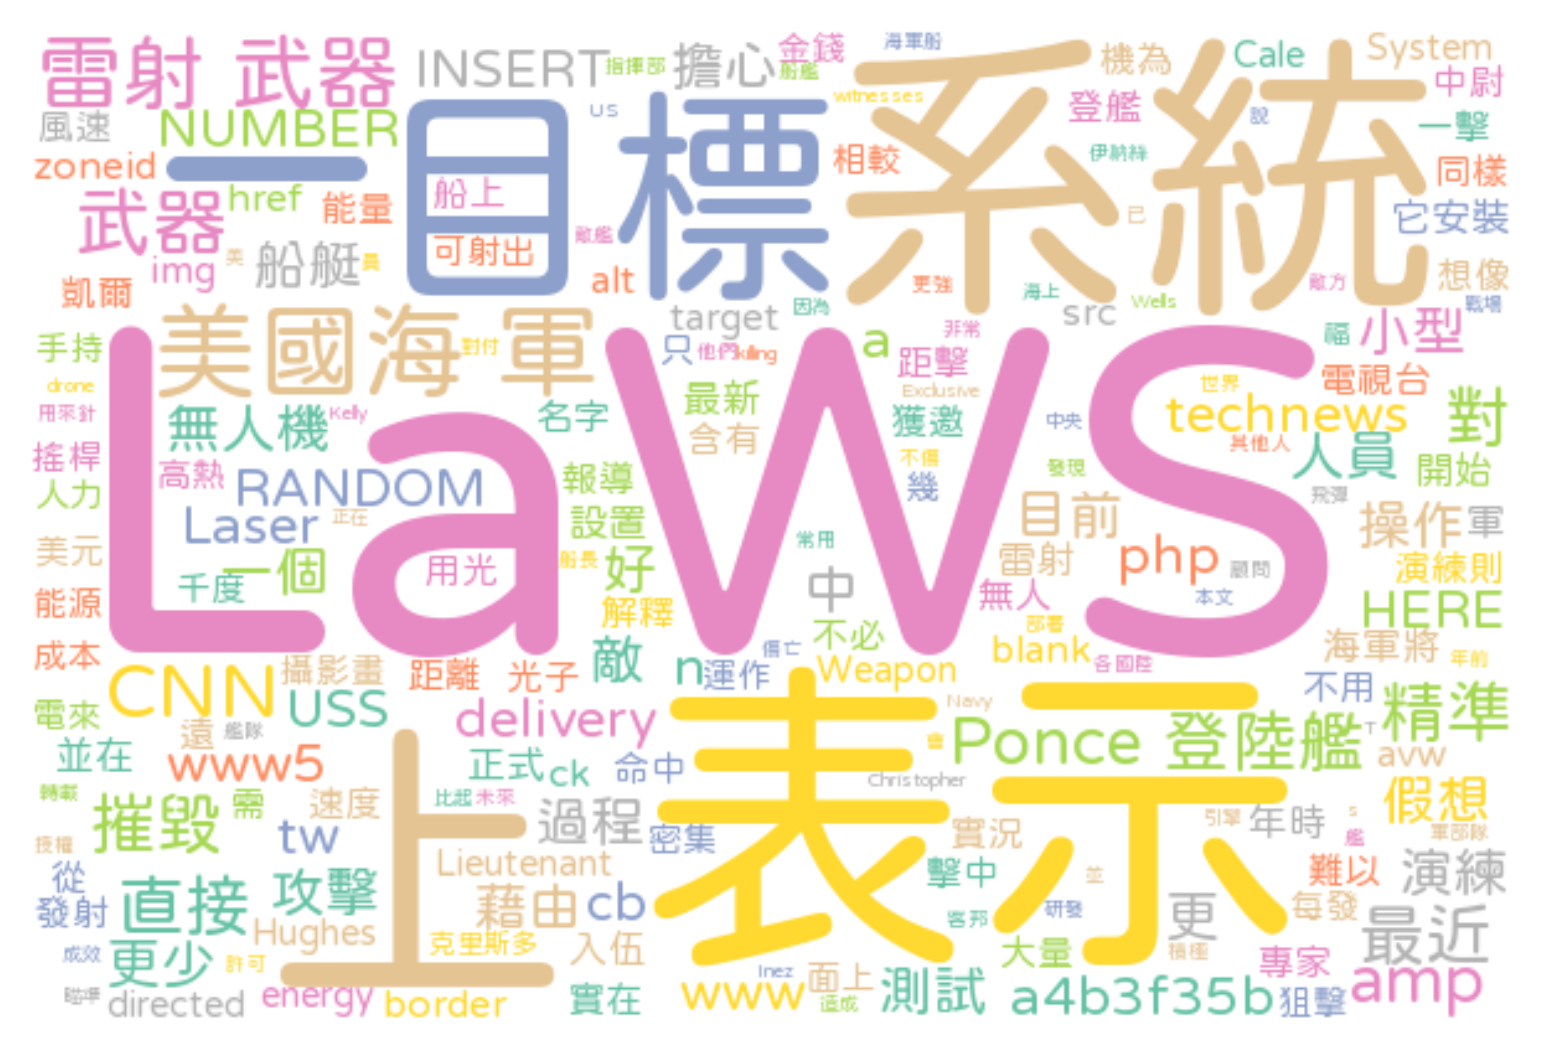 雷射 武器
INSERT
指揮部
擔心
金錢
船艦
海軍船
系統
機為
Cale
System
中尉
風速
NUMBER
一
目標
us
witnesses
登艦
說
一擊
zoneid
相較
伊納絲
同樣
武器
href
能量
船上
可射出
敵艦
已
它安裝
img
美
船艇
員
alt
更強
海上
敵方
想像
凱爾
美國海軍
target
因為
src
Wells
戰場
手持
對付
只
他們
killing
a
非常
距擊
福
小型
drone
LaWS
Exclusive
世界
電視台
用來針
無人機
Kelly
名字
最新
含有
獲邀
中央
technews
其他人
對
搖桿
高熱
RANDOM
報導
不傷
幾
發現
人員
開始
人力
Laser
正在
設置
目前
飛彈
操作
軍
美元
千度
一個
用光
船長
好
常用
中
雷射
php
顧問
演練則
能源
解釋
無人
本文
HERE
成本
不必
部署
blank
各國陸
海軍將
年前
CNN
攝影畫
距離
光子
敵
n
運作
傷亡
Weapon
不用
電來
USS
delivery
表示
Navy
Ponce 登陸艦
T
精準
並在
遠
艦隊
www5
上
正式
ck
命中
會
Christopher
avw
轉載
摧毀
需
速度
比起
未來
過程
密集
實況
引擎
年時
s
艦
假想
軍部隊
授權
tw
Lieutenant
擊中
並
難以
演練
從
發射
直接
攻擊
藉由
cb
客邦
研發
更
每發
最近
成效
更少
許可
Hughes
克里斯多
入伍
Inez
面上
大量
積極
專家
瞄準
directed
energy
border
實在
www
造成
測試
a4b3f35b
狙擊
amp